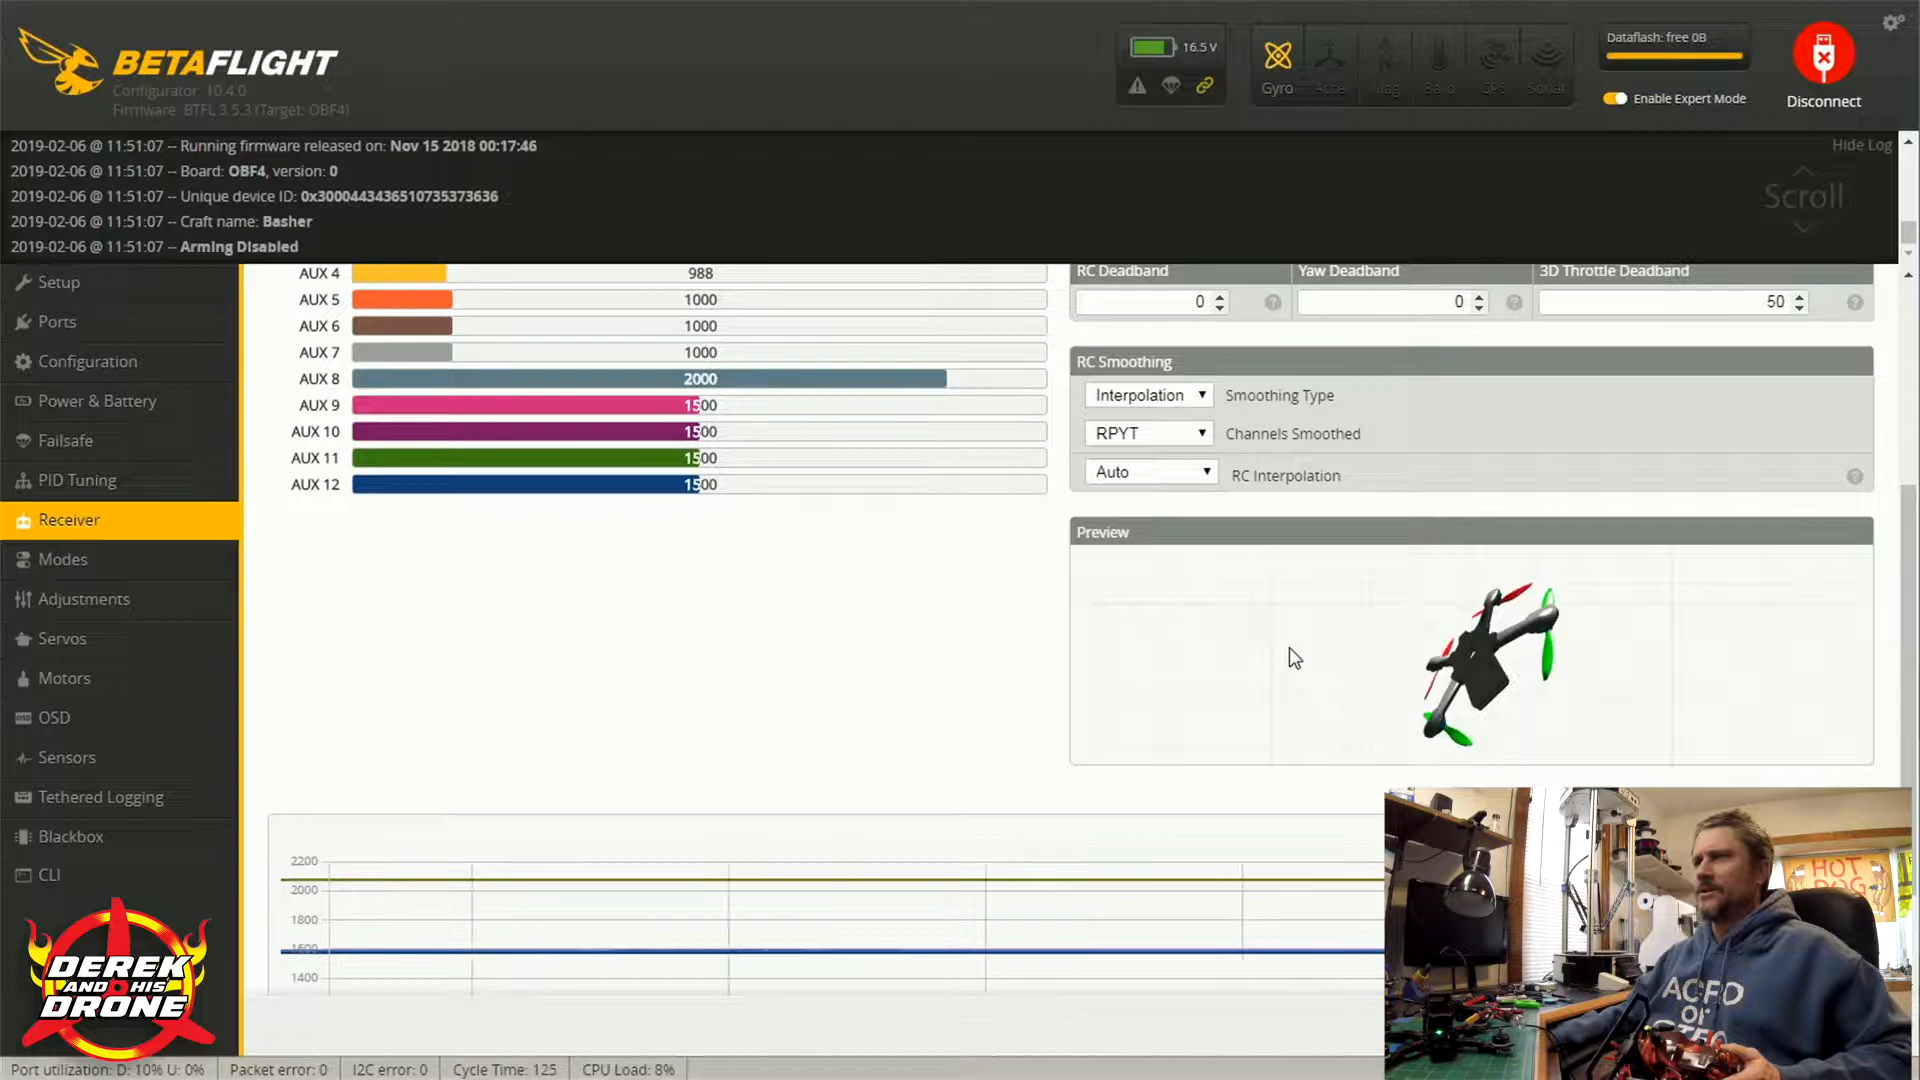 BETAFLIGHT
Configurator: 10.4.0
Firmware: BTFL 3.5.3 (Target: OBF4)
16.5 V
Gyro
Accel
Mag
Baro
GPS
Sonar
Dataflash: free 0B
Enable Expert Mode
Disconnect
Hide Log
Scroll
2019-02-06 @ 11:51:07 -- Running firmware released on: Nov 15 2018 00:17:46
2019-02-06 @ 11:51:07 -- Board: OBF4, version: 0
2019-02-06 @ 11:51:07 -- Unique device ID: 0x3000443436510735373636
2019-02-06 @ 11:51:07 -- Craft name: Basher
2019-02-06 @ 11:51:07 -- Arming Disabled
Setup
Ports
Configuration
Power & Battery
Failsafe
PID Tuning
Receiver
Modes
Adjustments
Servos
Motors
OSD
Sensors
Tethered Logging
Blackbox
CLI
AUX 4 988
AUX 5 1000
AUX 6 1000
AUX 7 1000
AUX 8 2000
AUX 9 1500
AUX 10 1500
AUX 11 1500
AUX 12 1500
RC Deadband
Yaw Deadband
3D Throttle Deadband
0
0
50
RC Smoothing
Interpolation Smoothing Type
RPYT Channels Smoothed
Auto RC Interpolation
Preview
2200
2000
1800
1600
1400
DEREK
AND HIS
DRONE
HOT
Port utilization: D: 10% U: 0%
Packet error: 0
I2C error: 0
Cycle Time: 125
CPU Load: 8%